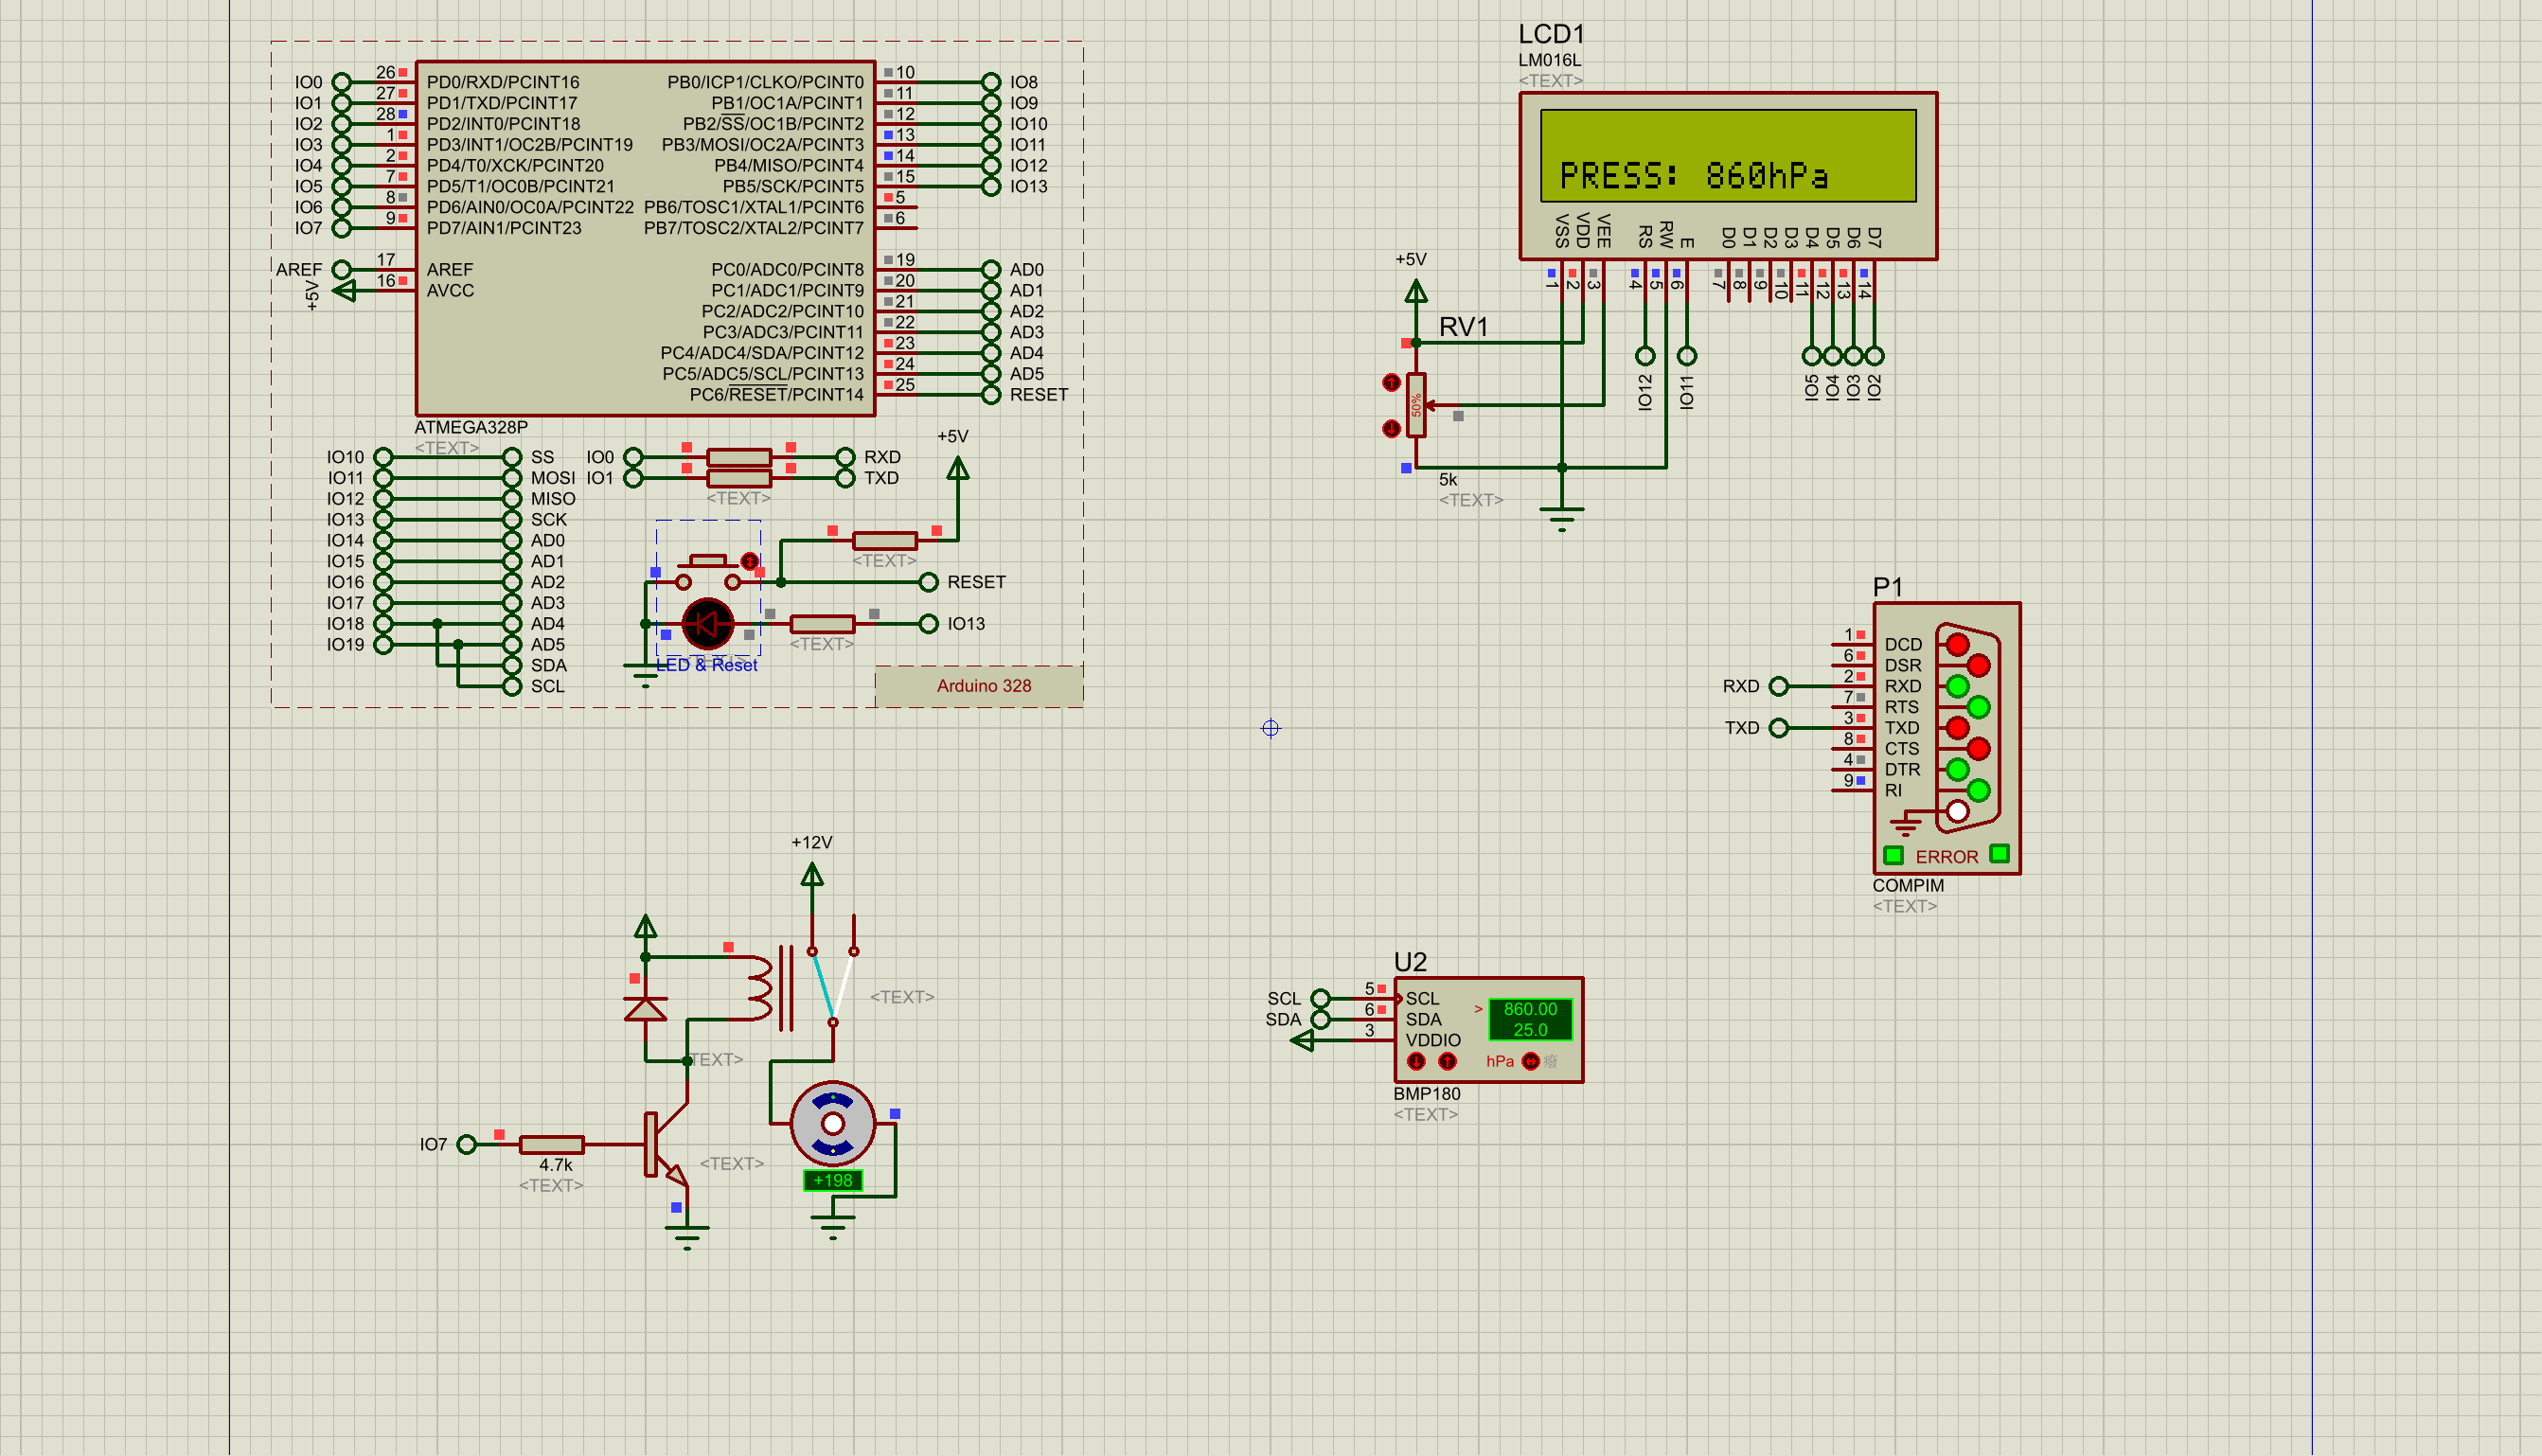 IO0 26 PD0/RXD/PCINT16 PB0/ICP1/CLKO/PCINT0 10 IO8
IO1 27 PD1/TXD/PCINT17 PB1/OC1A/PCINT1 11 IO9
IO2 28 PD2/INT0/PCINT18 PB2/SS/OC1B/PCINT2 12 IO10
IO3 1 PD3/INT1/OC2B/PCINT19 PB3/MOSI/OC2A/PCINT3 13 IO11
IO4 2 PD4/T0/XCK/PCINT20 PB4/MISO/PCINT4 14 IO12
IO5 7 PD5/T1/OC0B/PCINT21 PB5/SCK/PCINT5 15 IO13
IO6 8 PD6/AIN0/OC0A/PCINT22 PB6/TOSC1/XTAL1/PCINT6 5
IO7 9 PD7/AIN1/PCINT23 PB7/TOSC2/XTAL2/PCINT7 6
AREF 17 AREF PC0/ADC0/PCINT8 19 AD0
+5V 16 AVCC PC1/ADC1/PCINT9 20 AD1
PC2/ADC2/PCINT10 21 AD2
PC3/ADC3/PCINT11 22 AD3
PC4/ADC4/SDA/PCINT12 23 AD4
PC5/ADC5/SCL/PCINT13 24 AD5
PC6/RESET/PCINT14 25 RESET
ATMEGA328P
<TEXT>
IO10 SS
IO11 MOSI
IO12 MISO
IO13 SCK
IO14 AD0
IO15 AD1
IO16 AD2
IO17 AD3
IO18 AD4
IO19 AD5
SDA
SCL
IO0 RXD
IO1 TXD
<TEXT>
+5V
<TEXT>
RESET
IO13
<TEXT>
LED & Reset
Arduino 328
LCD1
LM016L
<TEXT>
PRESS: 860hPa
VSS VDD VEE RS RW E D0 D1 D2 D3 D4 D5 D6 D7
1 2 3 4 5 6 7 8 9 10 11 12 13 14
IO12 IO11 IO5 IO4 IO3 IO2
+5V
RV1
50%
5k
<TEXT>
P1
1 DCD
6 DSR
RXD 2 RXD
7 RTS
TXD 3 TXD
8 CTS
4 DTR
9 RI
ERROR
COMPIM
<TEXT>
+12V
<TEXT>
TEXT>
IO7
4.7k
<TEXT>
<TEXT>
+198
U2
SCL 5 SCL > 860.00
SDA 6 SDA 25.0
3 VDDIO
hPa
BMP180
<TEXT>